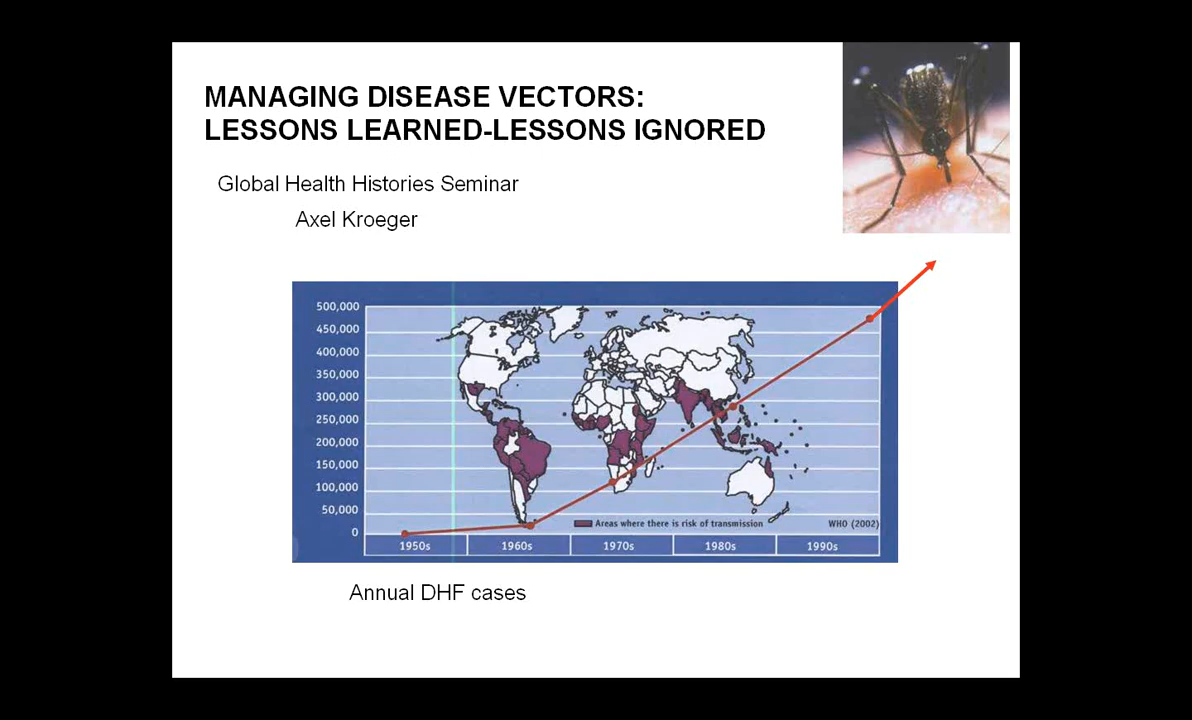 MANAGING DISEASE VECTORS:
LESSONS LEARNED-LESSONS IGNORED
Global Health Histories Seminar
Axel Kroeger
500,000
450,000
400,000
350,000
300,000
250,000
200,000
150,000
100,000
50,000
0
Areas where there is risk of transmission
WHO (2002)
1950s
1960s
1970s
1980s
1990s
Annual DHF cases